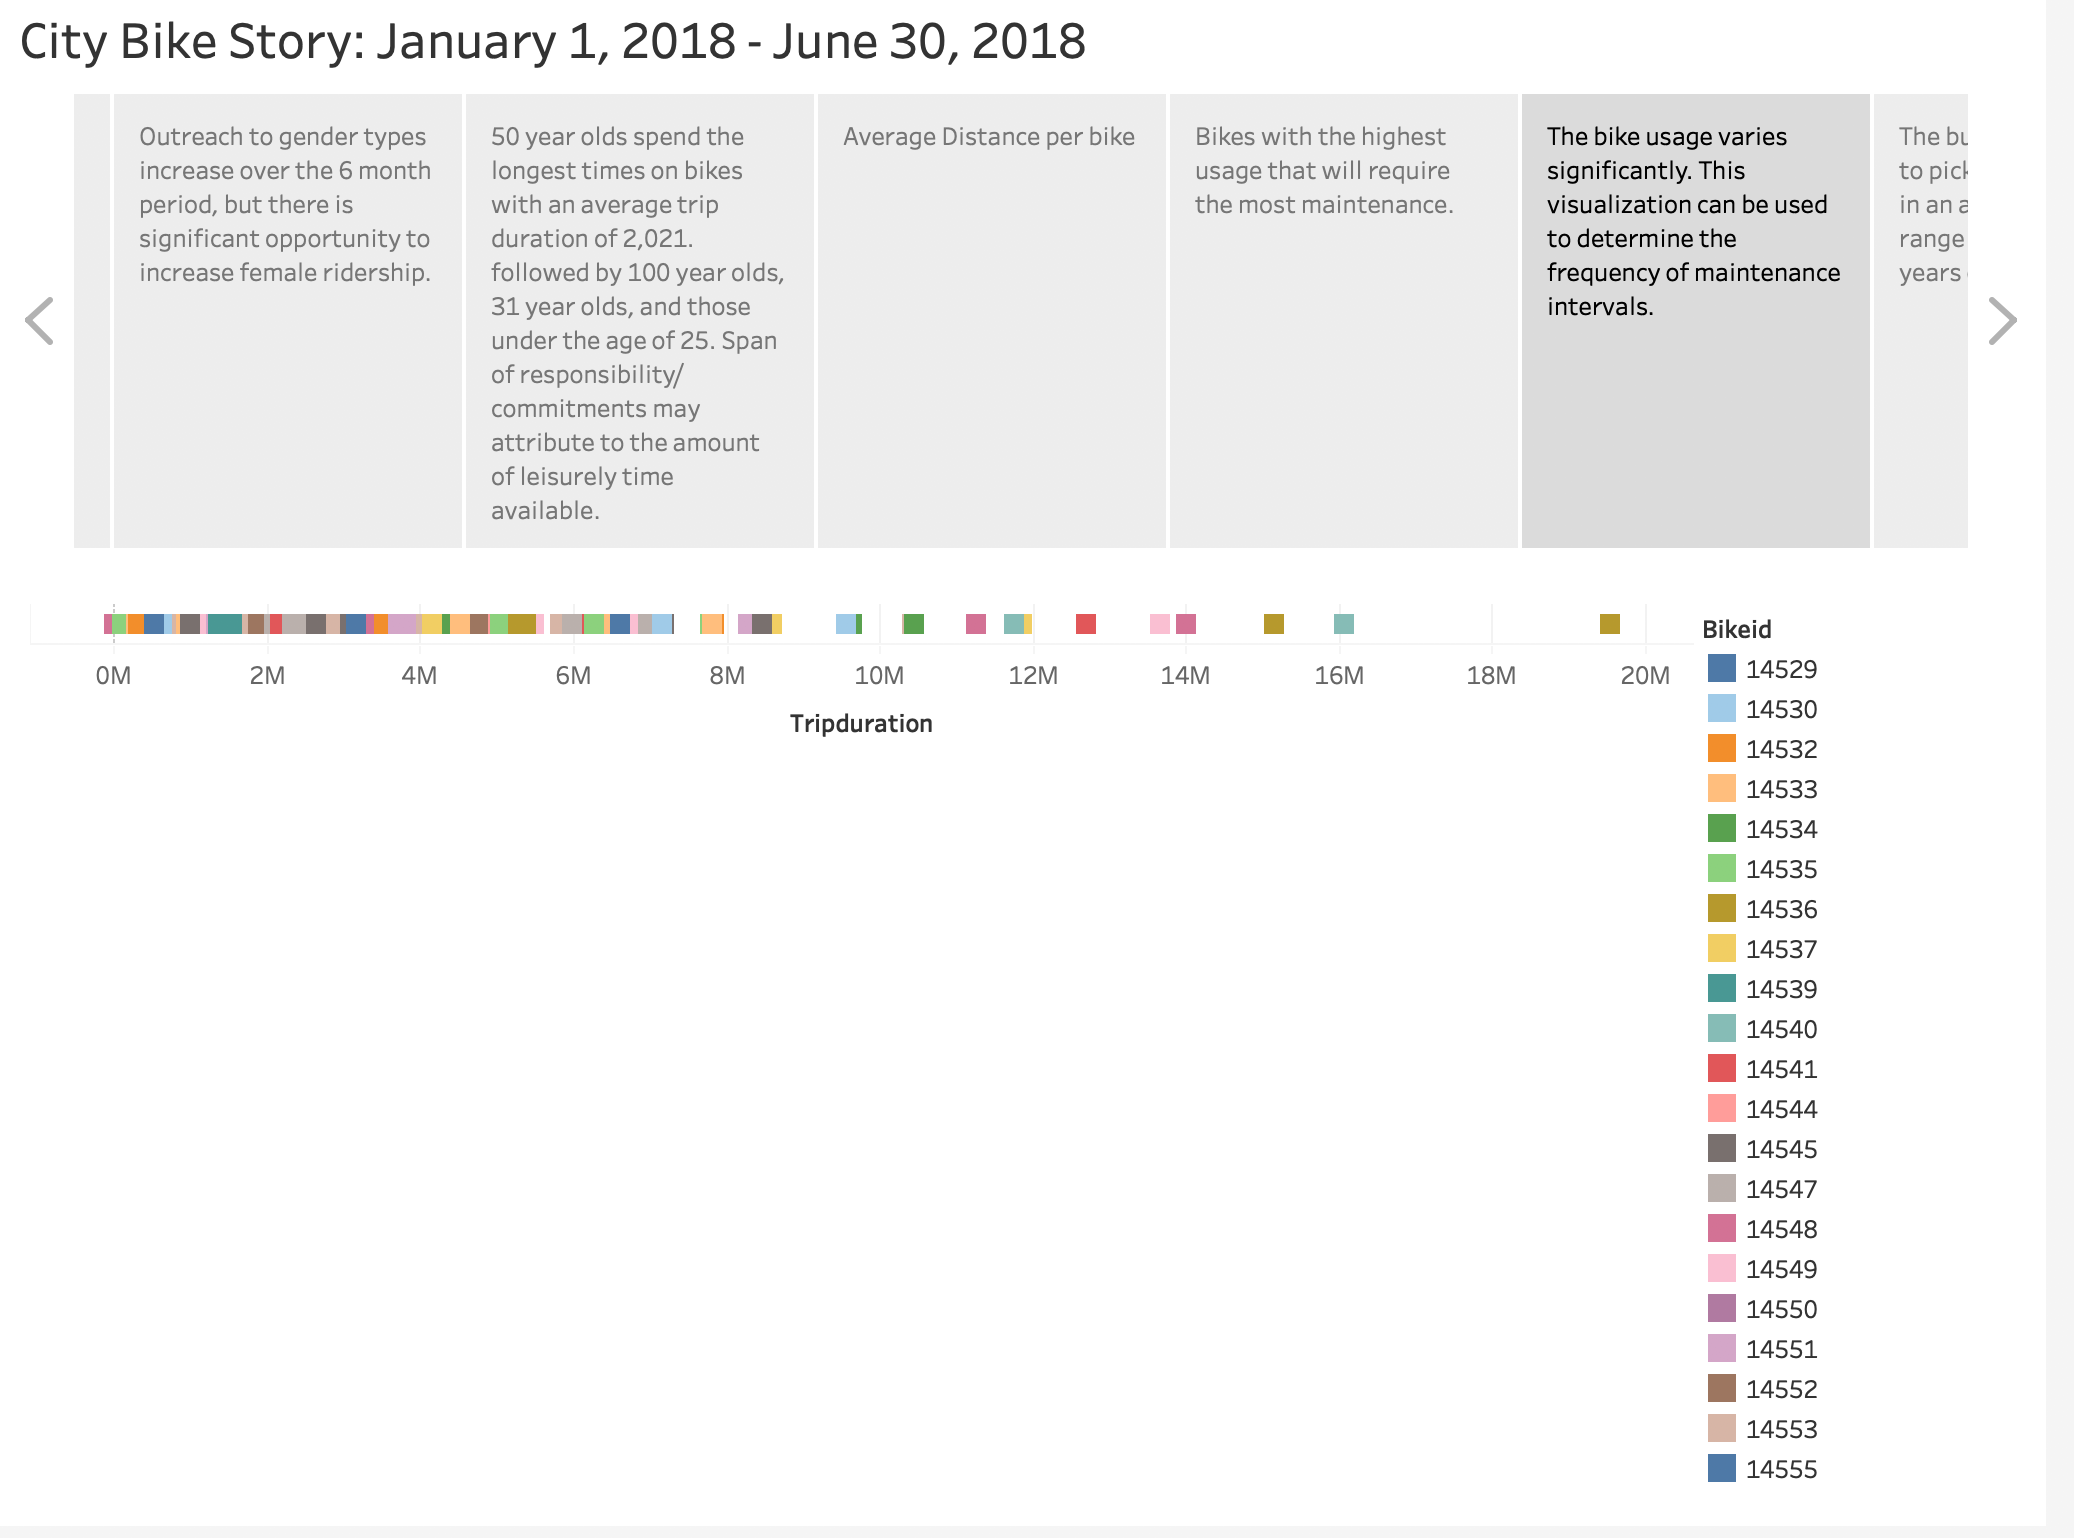 City Bike Story: January 1, 2018 - June 30, 2018
Outreach to gender types
increase over the 6 month
period, but there is
significant opportunity to
increase female ridership.
50 year olds spend the
longest times on bikes
with an average trip
duration of 2,021.
followed by 100 year olds,
31 year olds, and those
under the age of 25. Span
of responsibility/
commitments may
attribute to the amount
of leisurely time
available.
Average Distance per bike
Bikes with the highest
usage that will require
the most maintenance.
The bike usage varies
significantly. This
visualization can be used
to determine the
frequency of maintenance
intervals.
The
to
in an
range
years
0M 2M 4M 6M 8M 10M 12M 14M 16M 18M 20M
Tripduration
Bikeid
14529
14530
14532
14533
14534
14535
14536
14537
14539
14540
14541
14544
14545
14547
14548
14549
14550
14551
14552
14553
14555